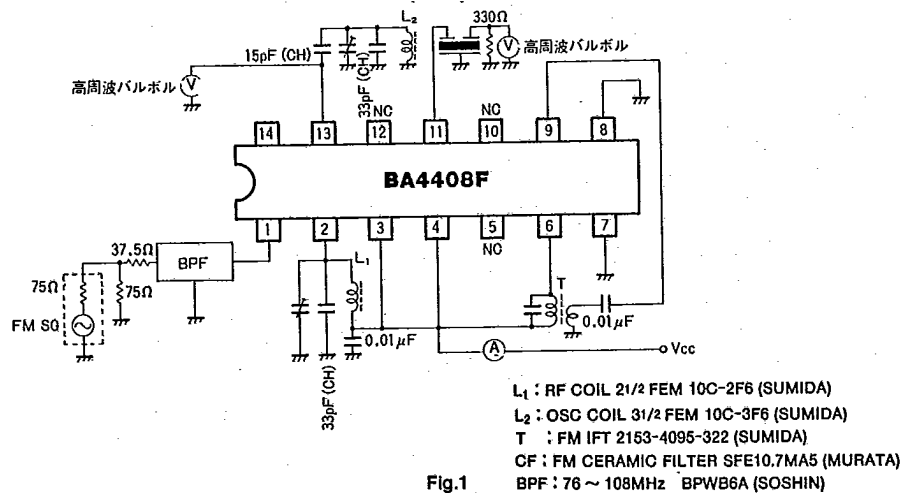 L₂
330Ω
15pF (CH)
高周波バルボル
V
33pF (CH)
V
高周波バルボル
NC
NC
14
13
12
11
10
9
8
BA4408F
1
2
3
4
5
6
7
NC
37.5Ω
BPF
75Ω
75Ω
FM SG
L₁
T
0.01μF
0.01μF
33pF (CH)
A
Vcc
L₁ : RF COIL 21/2 FEM 10C-2F6 (SUMIDA)
L₂ : OSC COIL 31/2 FEM 10C-3F6 (SUMIDA)
T : FM IFT 2153-4095-322 (SUMIDA)
CF : FM CERAMIC FILTER SFE10.7MA5 (MURATA)
Fig.1 BPF : 76 ~ 108MHz BPWB6A (SOSHIN)